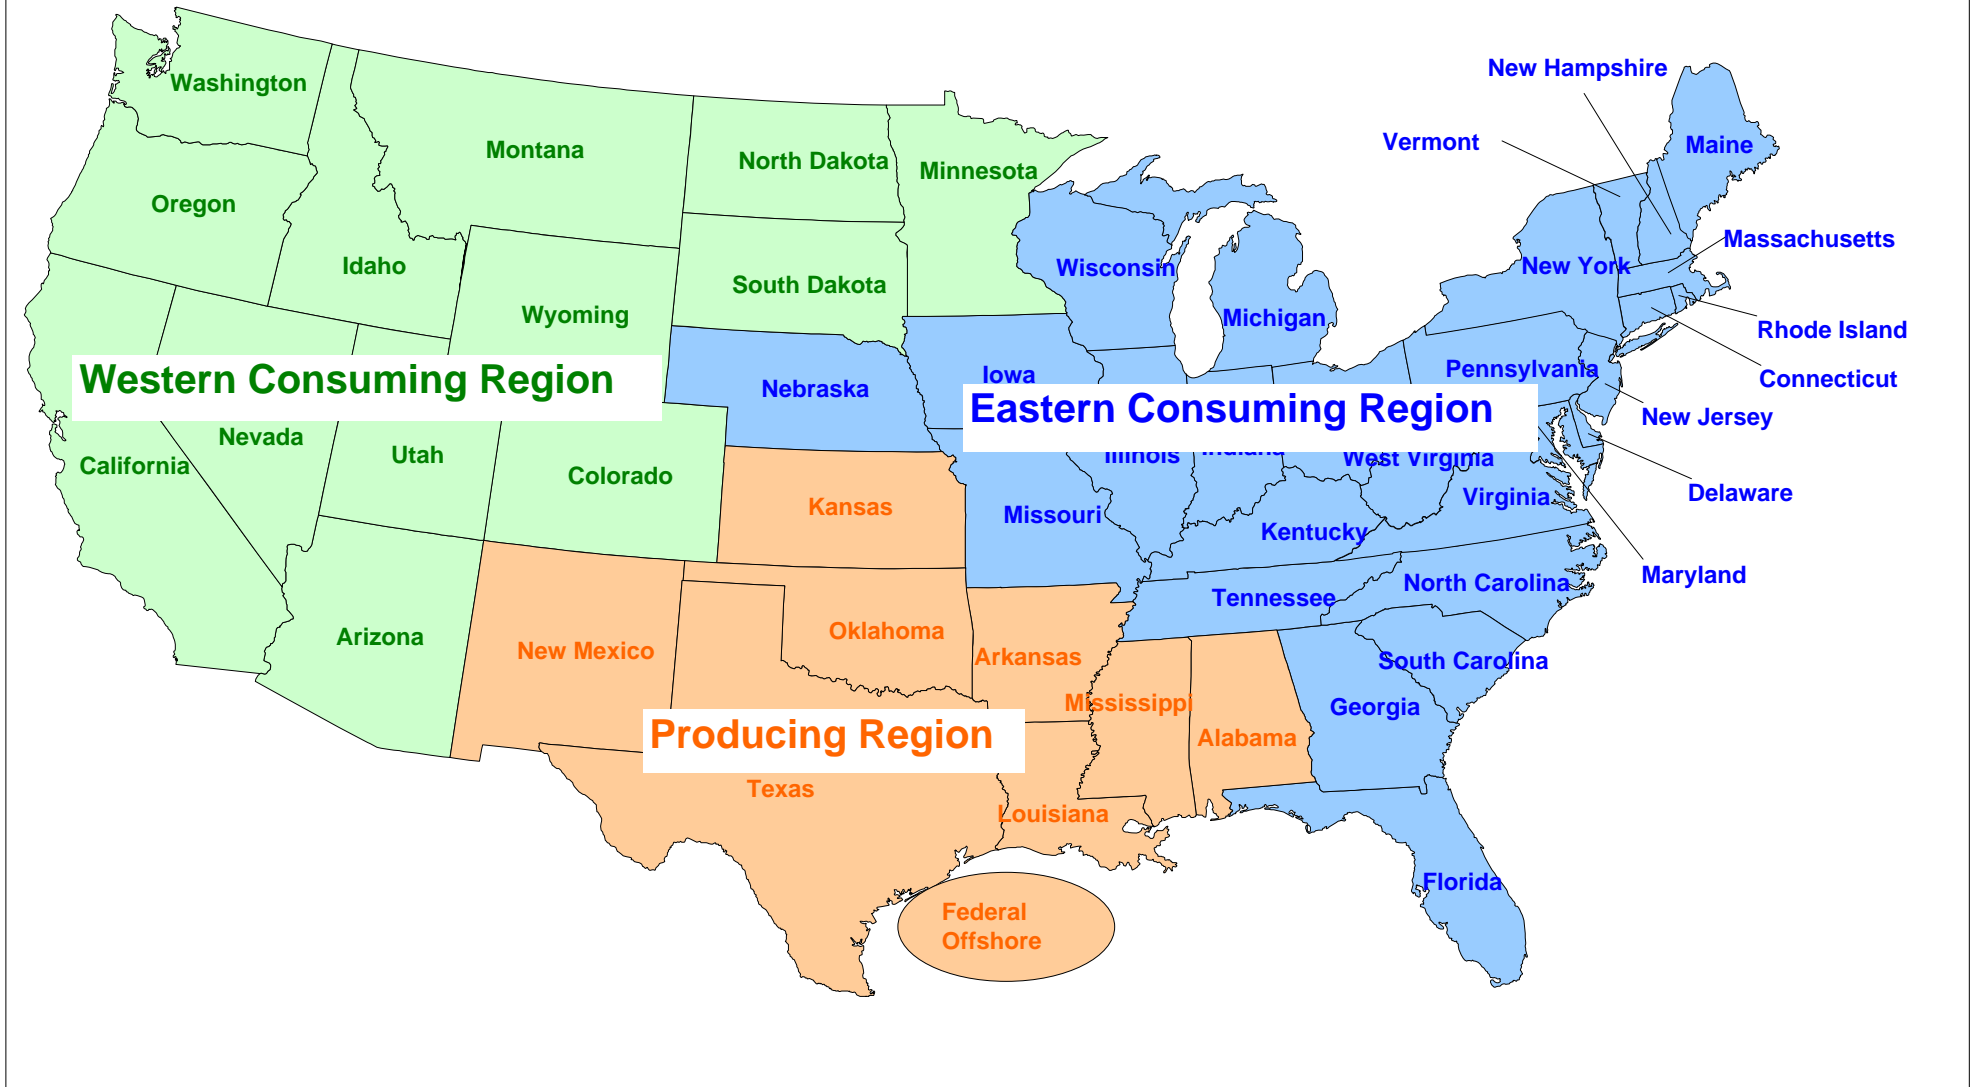 New Hampshire
Washington
Vermont
Maine
Montana
North Dakota
Minnesota
Oregon
Massachusetts
Idaho
New York
Wisconsin
South Dakota
Wyoming
Michigan
Rhode Island
Western Consuming Region
Nebraska
Iowa
Pennsylvania
Connecticut
Eastern Consuming Region
New Jersey
Nevada
Utah
California
Colorado
Illinois
Indiana
West Virginia
Virginia
Delaware
Kansas
Missouri
Kentucky
Maryland
North Carolina
Tennessee
Arizona
New Mexico
Oklahoma
Arkansas
South Carolina
Mississippi
Georgia
Producing Region
Alabama
Texas
Louisiana
Florida
Federal
Offshore